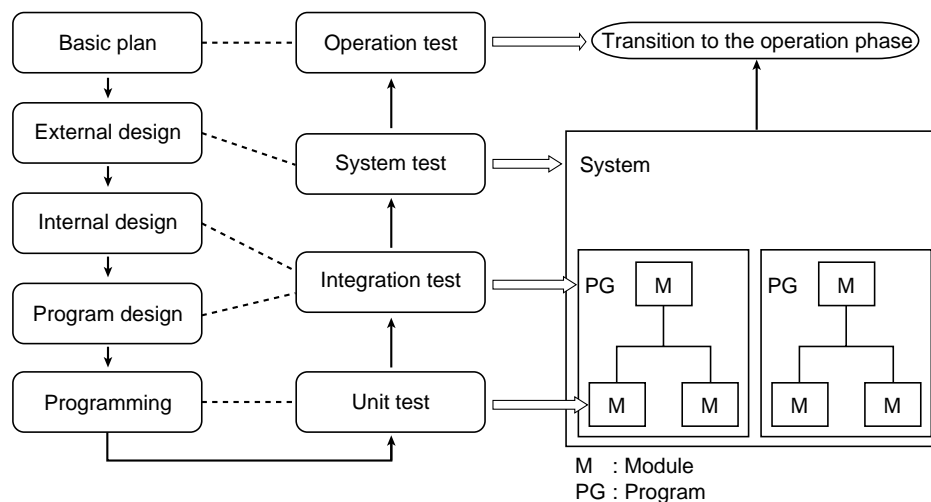 Basic plan
Operation test
Transition to the operation phase
External design
System test
System
Internal design
Integration test
PG
M
PG
M
Program design
Programming
Unit test
M
M
M
M
M : Module
PG : Program